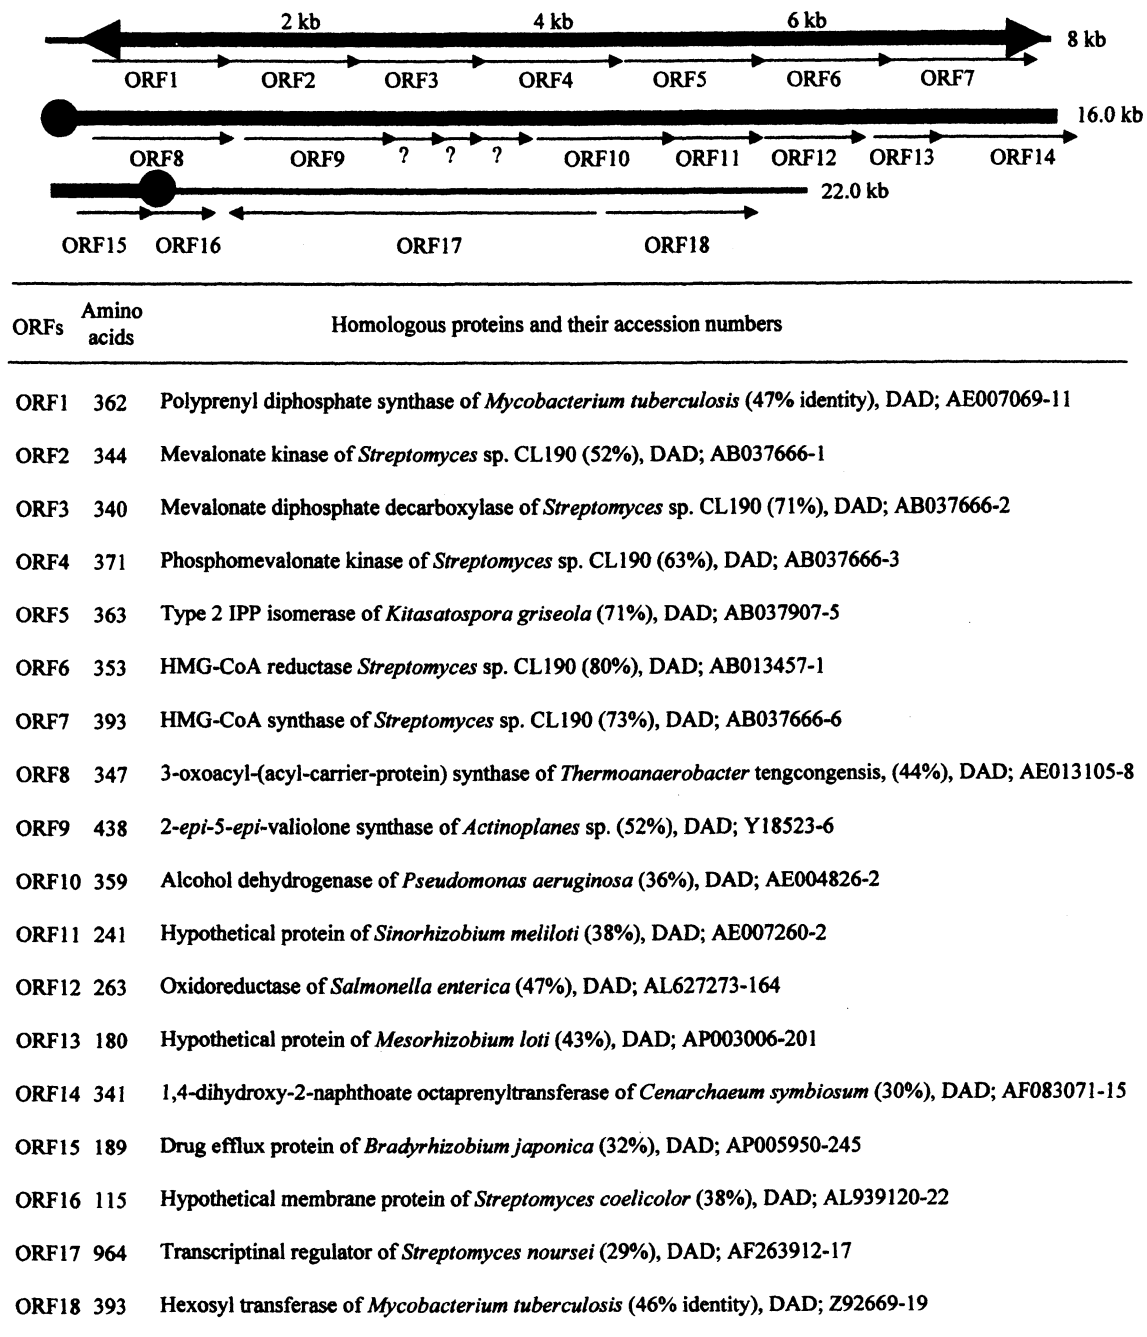 2 kb 4 kb 6 kb
8 kb
ORF1 ORF2 ORF3 ORF4 ORF5 ORF6 ORF7
16.0 kb
ORF8 ORF9 ? ? ? ORF10 ORF11 ORF12 ORF13 ORF14
22.0 kb
ORF15 ORF16 ORF17 ORF18
ORFs Amino acids Homologous proteins and their accession numbers
ORF1 362 Polyprenyl diphosphate synthase of Mycobacterium tuberculosis (47% identity), DAD; AE007069-11
ORF2 344 Mevalonate kinase of Streptomyces sp. CL190 (52%), DAD; AB037666-1
ORF3 340 Mevalonate diphosphate decarboxylase of Streptomyces sp. CL190 (71%), DAD; AB037666-2
ORF4 371 Phosphomevalonate kinase of Streptomyces sp. CL190 (63%), DAD; AB037666-3
ORF5 363 Type 2 IPP isomerase of Kitasatospora griseola (71%), DAD; AB037907-5
ORF6 353 HMG-CoA reductase Streptomyces sp. CL190 (80%), DAD; AB013457-1
ORF7 393 HMG-CoA synthase of Streptomyces sp. CL190 (73%), DAD; AB037666-6
ORF8 347 3-oxoacyl-(acyl-carrier-protein) synthase of Thermoanaerobacter tengcongensis, (44%), DAD; AE013105-8
ORF9 438 2-epi-5-epi-valiolone synthase of Actinoplanes sp. (52%), DAD; Y18523-6
ORF10 359 Alcohol dehydrogenase of Pseudomonas aeruginosa (36%), DAD; AE004826-2
ORF11 241 Hypothetical protein of Sinorhizobium meliloti (38%), DAD; AE007260-2
ORF12 263 Oxidoreductase of Salmonella enterica (47%), DAD; AL627273-164
ORF13 180 Hypothetical protein of Mesorhizobium loti (43%), DAD; AP003006-201
ORF14 341 1,4-dihydroxy-2-naphthoate octaprenyltransferase of Cenarchaeum symbiosum (30%), DAD; AF083071-15
ORF15 189 Drug efflux protein of Bradyrhizobium japonica (32%), DAD; AP005950-245
ORF16 115 Hypothetical membrane protein of Streptomyces coelicolor (38%), DAD; AL939120-22
ORF17 964 Transcriptinal regulator of Streptomyces noursei (29%), DAD; AF263912-17
ORF18 393 Hexosyl transferase of Mycobacterium tuberculosis (46% identity), DAD; Z92669-19